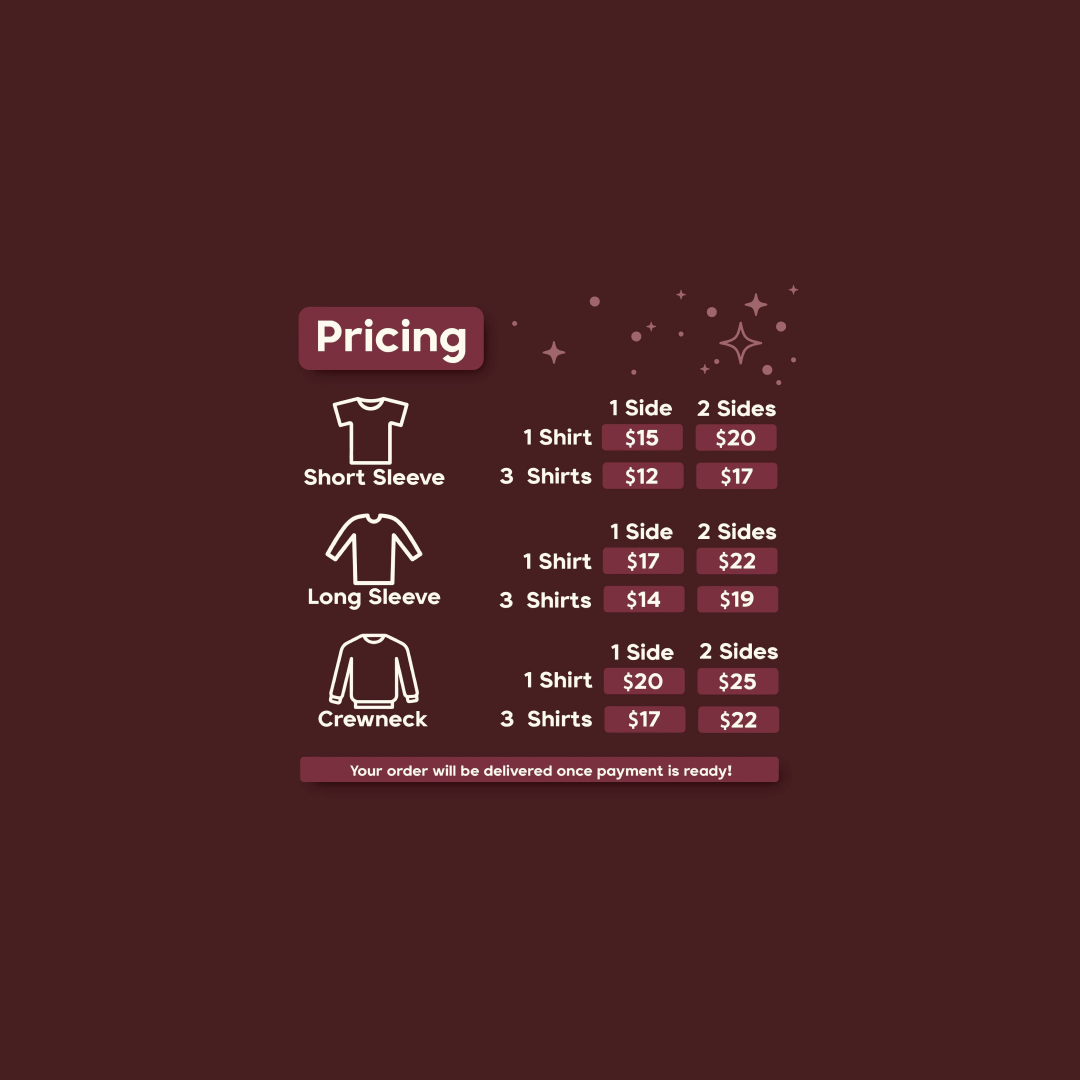 Pricing
1 Side 2 Sides
1 Shirt $15 $20
3 Shirts $12 $17
Short Sleeve
1 Side 2 Sides
1 Shirt $17 $22
3 Shirts $14 $19
Long Sleeve
1 Side 2 Sides
1 Shirt $20 $25
3 Shirts $17 $22
Crewneck
Your order will be delivered once payment is ready!